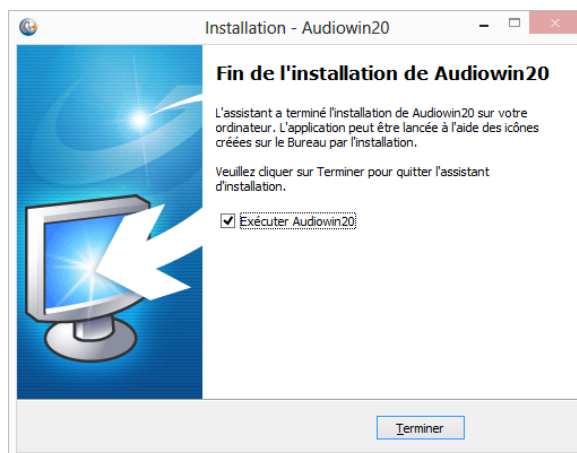 Installation - Audiowin20
Fin de l'installation de Audiowin20
L'assistant a terminé l'installation de Audiowin20 sur votre
ordinateur. L'application peut être lancée à l'aide des icônes
créées sur le Bureau par l'installation.
Veuillez cliquer sur Terminer pour quitter l'assistant
d'installation.
Exécuter Audiowin20
Terminer